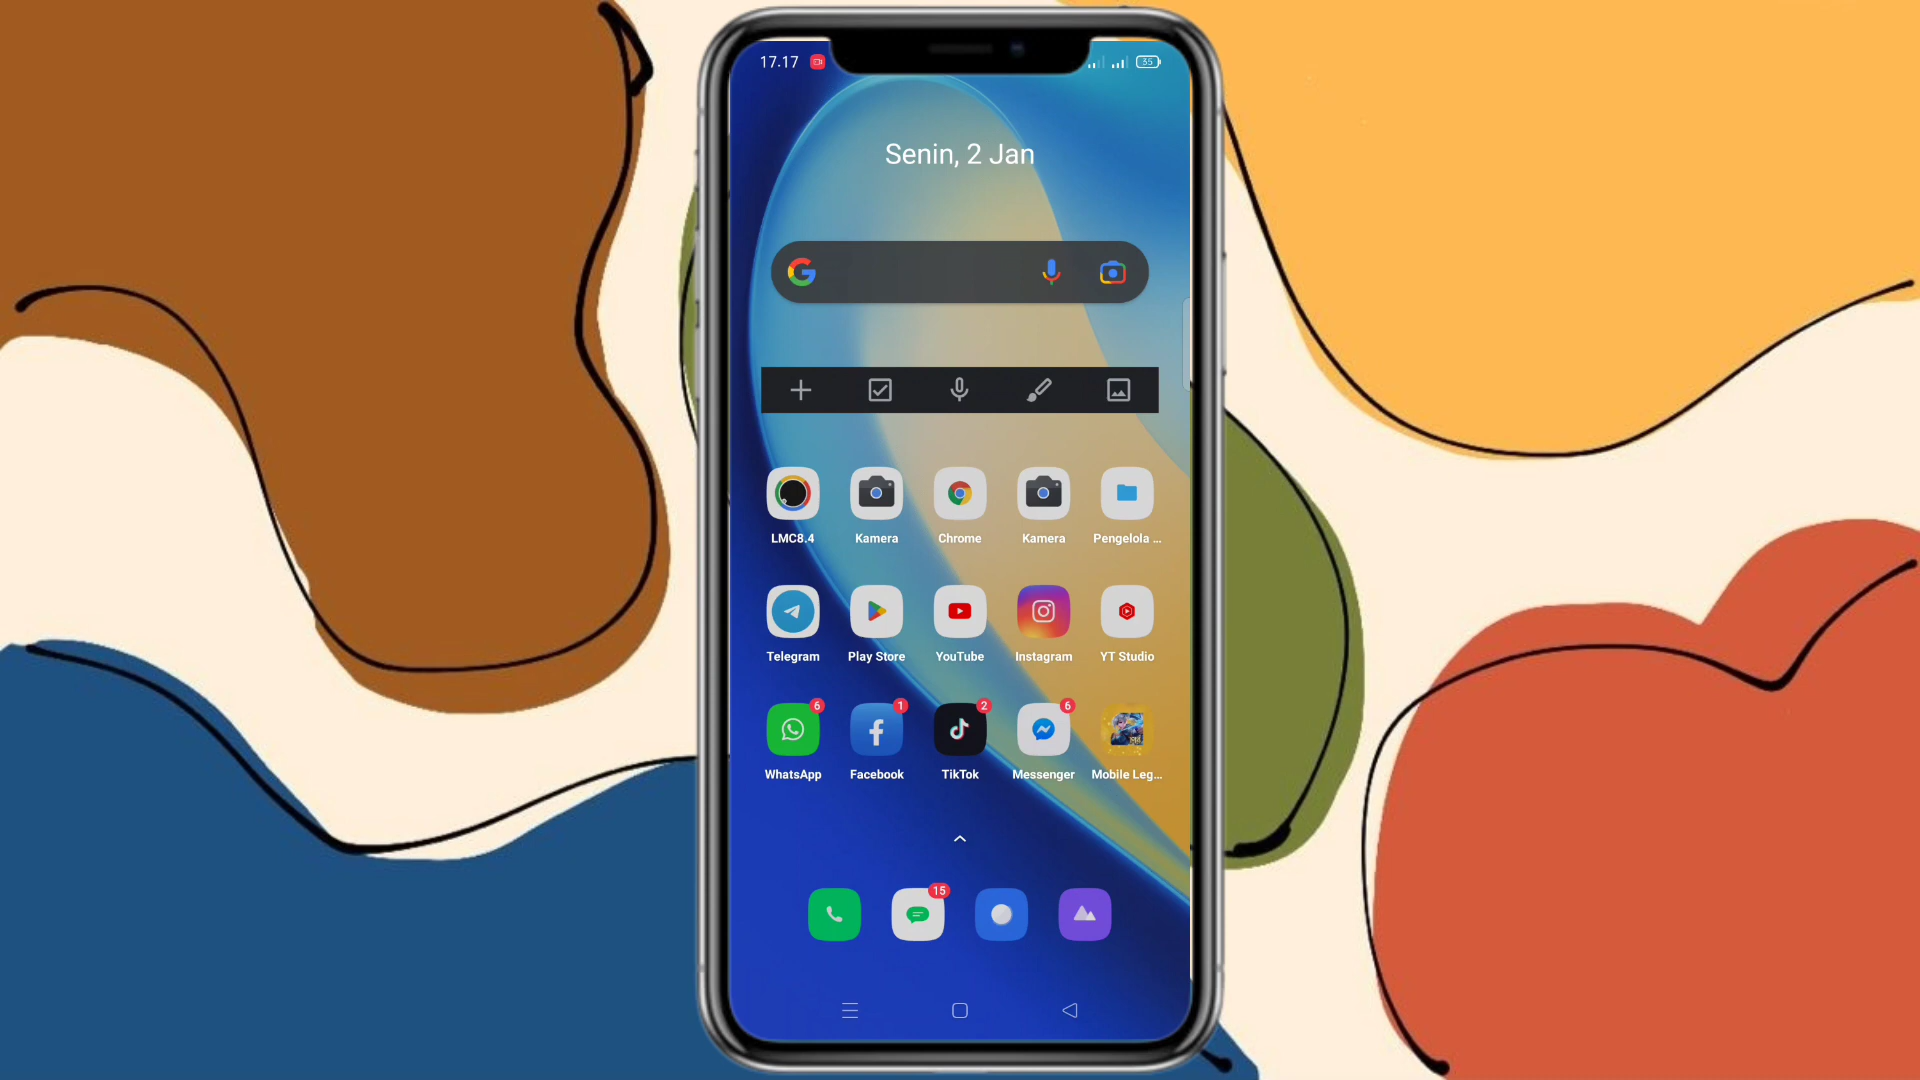 17.17
35
Senin, 2 Jan
LMC8.4
Kamera
Chrome
Kamera
Pengelola ...
Telegram
Play Store
YouTube
Instagram
YT Studio
6
1
2
6
WhatsApp
Facebook
TikTok
Messenger
Mobile Leg...
15